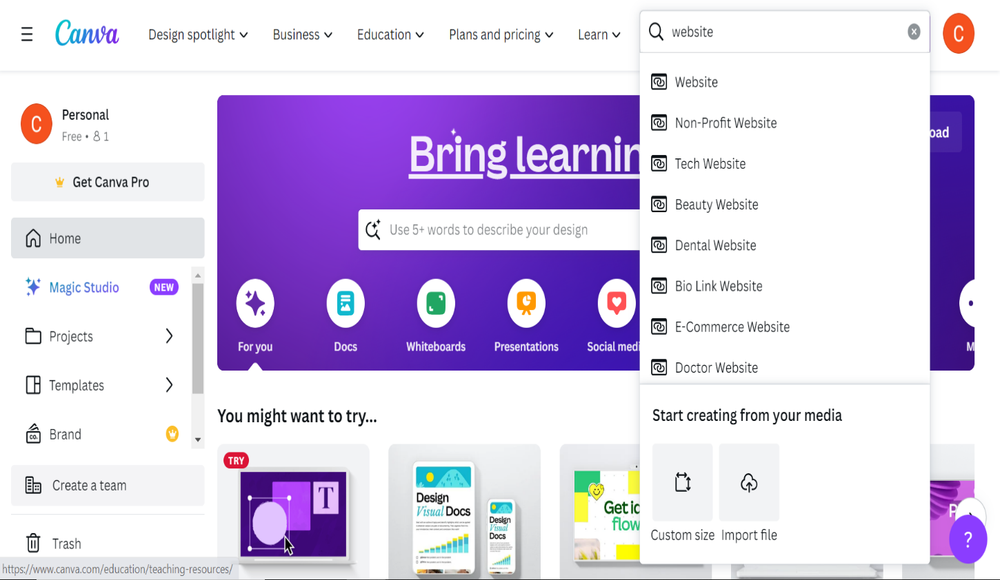 Canva
Design spotlight
Business
Education
Plans and pricing
Learn
website
C
C
Personal
Free • 1
Get Canva Pro
Home
Magic Studio
NEW
Projects
Templates
Brand
CO.
Create a team
Trash
https://www.canva.com/education/teaching-resources/
Bring learnin
oad
Use 5+ words to describe your design
For you
Docs
Whiteboards
Presentations
Social medi
M
You might want to try...
TRY
T
Design
Visual Docs
Design
Visual
Docs
Get id
flow
P
Website
Non-Profit Website
Tech Website
Beauty Website
Dental Website
Bio Link Website
E-Commerce Website
Doctor Website
Start creating from your media
Custom size
Import file
?